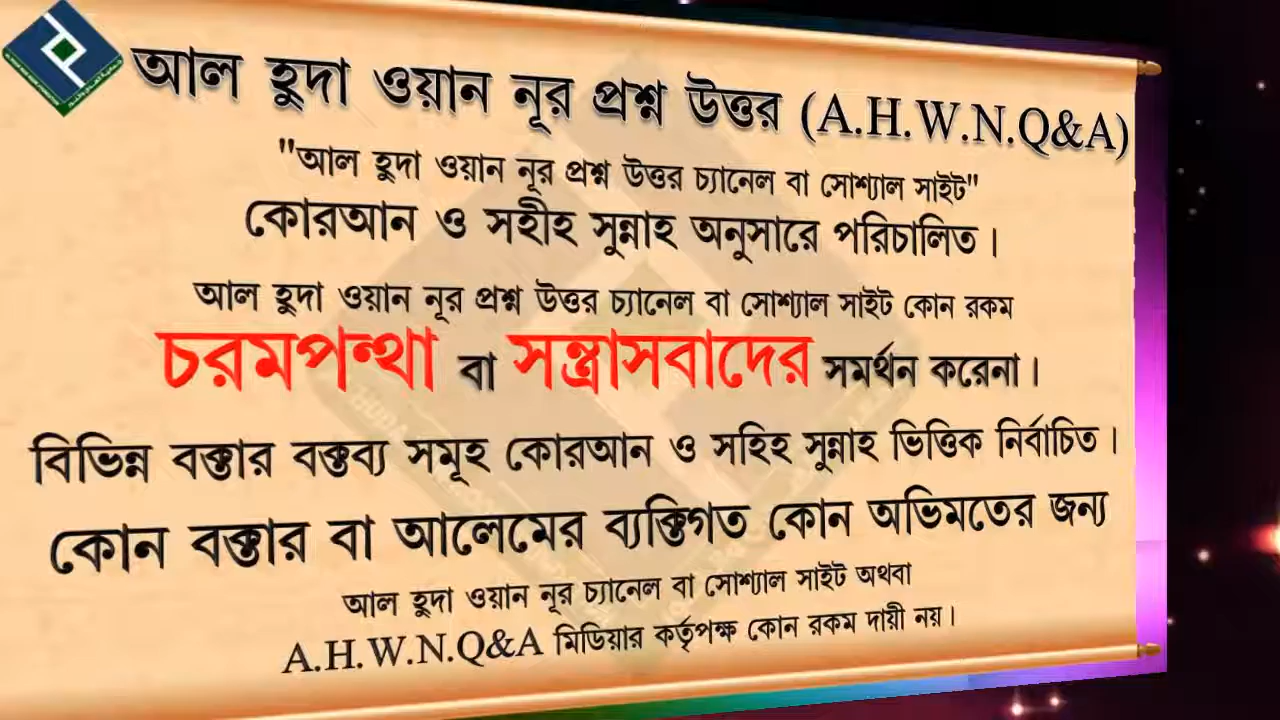 আল হুদা ওয়ান নূর প্রশ্ন উত্তর (A.H.W.N.Q&A)
"আল হুদা ওয়ান নূর প্রশ্ন উত্তর চ্যানেল বা সোশ্যাল সাইট"
কোরআন ও সহীহ সুন্নাহ অনুসারে পরিচালিত।
আল হুদা ওয়ান নূর প্রশ্ন উত্তর চ্যানেল বা সোশ্যাল সাইট কোন রকম
চরমপন্থা বা সন্ত্রাসবাদের সমর্থন করেনা।
বিভিন্ন বক্তার বক্তব্য সমূহ কোরআন ও সহিহ সুন্নাহ ভিত্তিক নির্বাচিত।
কোন বক্তার বা আলেমের ব্যক্তিগত কোন অভিমতের জন্য
আল হুদা ওয়ান নূর চ্যানেল বা সোশ্যাল সাইট অথবা
A.H.W.N.Q&A মিডিয়ার কর্তৃপক্ষ কোন রকম দায়ী নয়।